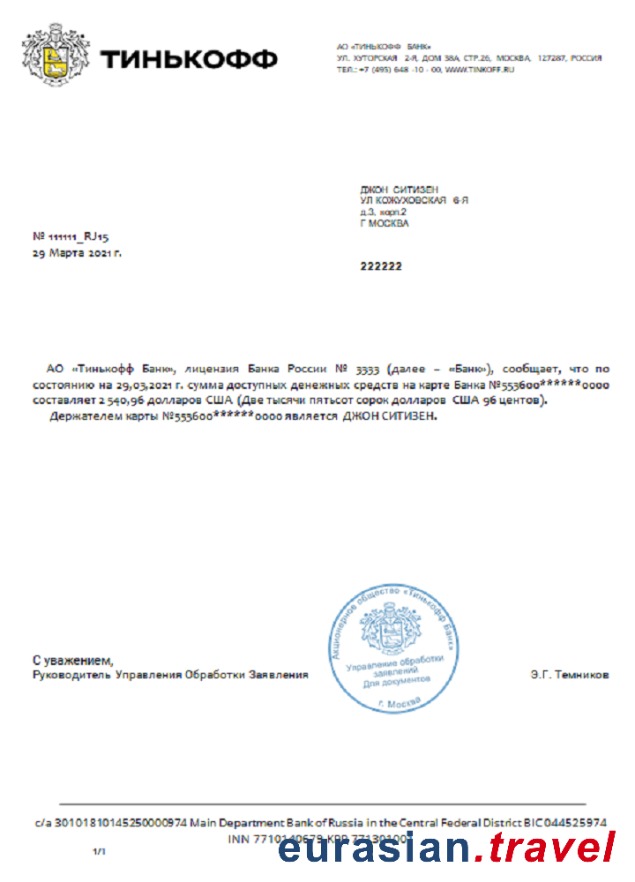 ТИНЬКОФФ
АО «ТИНЬКОФФ БАНК»
УЛ. ХУТОРСКАЯ 2-Я, ДОМ 38А, СТР.26, МОСКВА, 127287, РОССИЯ
ТЕЛ.: +7 (495) 648 -10 - 00, WWW.TINKOFF.RU
ДЖОН СИТИЗЕН
УЛ КОЖУХОВСКАЯ 6-Я
д.3, корп.2
Г МОСКВА
№ 111111_RJ15
29 Марта 2021 г.
222222
АО «Тинькофф Банк», лицензия Банка России № 3333 (далее – «Банк»), сообщает, что по
состоянию на 29,03,2021 г. сумма доступных денежных средств на карте Банка №553600******0000
составляет 2 540,96 долларов США (Две тысячи пятьсот сорок долларов США 96 центов).
Держателем карты №553600******0000 является ДЖОН СИТИЗЕН.
Акционерное общество «Тинькофф Банк»
Управление обработки
заявлений
Для документов
г. Москва
С уважением,
Руководитель Управления Обработки Заявления
Э.Г. Темников
c/a 30101810145250000974 Main Department Bank of Russia in the Central Federal District BIC 044525974
INN 7710140679 KPP 771301001
1/1
eurasian.travel